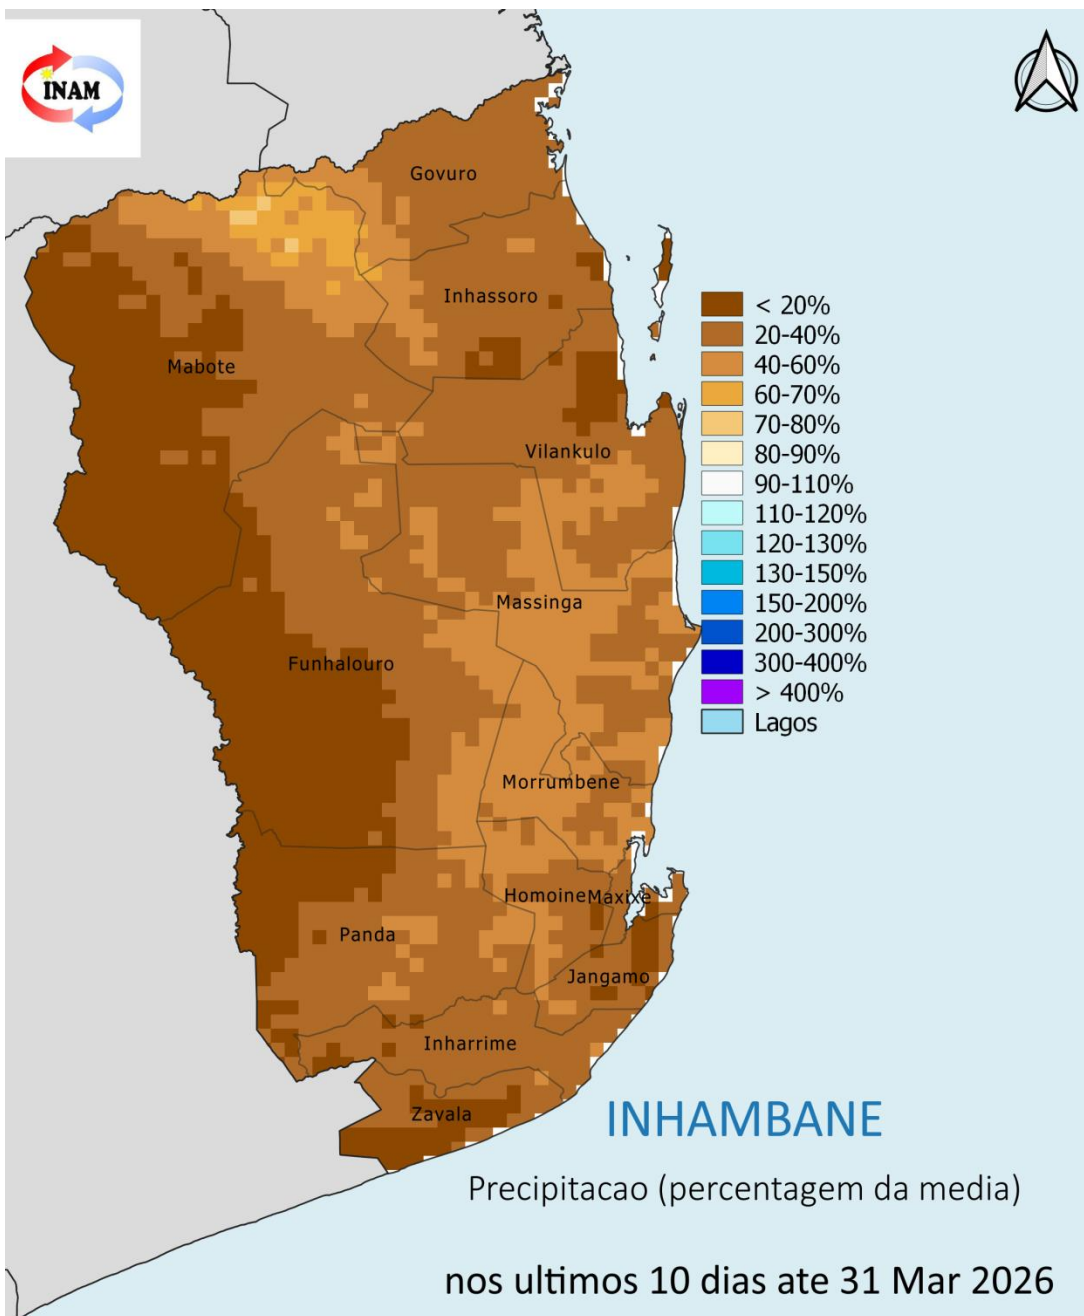 INAM
Govuro
Inhassoro
Mabote
Vilankulo
Massinga
Funhalouro
Morrumbene
Homoine
Maxixe
Panda
Jangamo
Inharrime
Zavala
< 20%
20-40%
40-60%
60-70%
70-80%
80-90%
90-110%
110-120%
120-130%
130-150%
150-200%
200-300%
300-400%
> 400%
Lagos
INHAMBANE
Precipitacao (percentagem da media)
nos ultimos 10 dias ate 31 Mar 2026